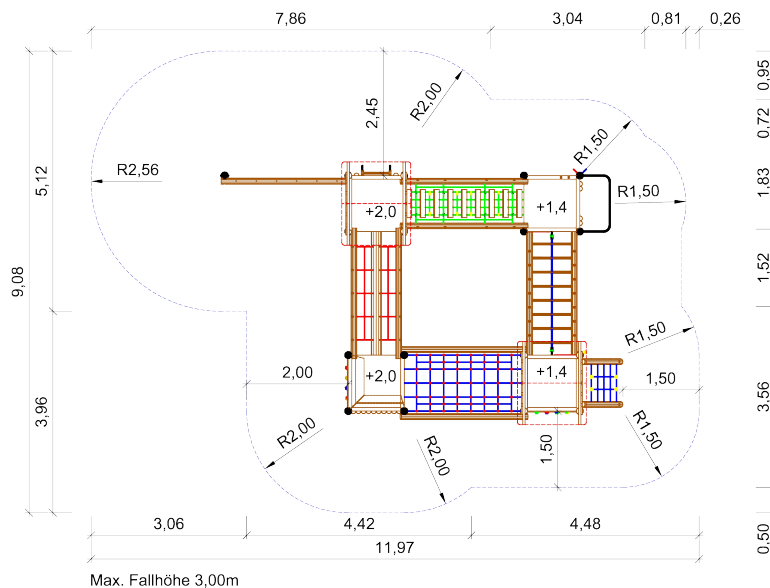 7,86
3,04
0,81
0,26
0,95
0,72
1,83
1,52
3,56
0,50
9,08
5,12
3,96
2,45
R2,00
R1,50
R2,56
R1,50
+2,0
+1,4
R1,50
2,00
+2,0
+1,4
1,50
R2,00
R2,00
1,50
R1,50
3,06
4,42
4,48
11,97
Max. Fallhöhe 3,00m